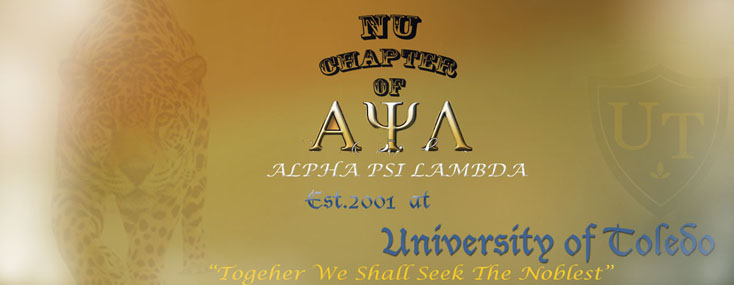 NU
CHAPTER
OF
ΑΨΛ
ALPHA PSI LAMBDA
Est.2001 at
University of Toledo
"Togeher We Shall Seek The Noblest"
UT